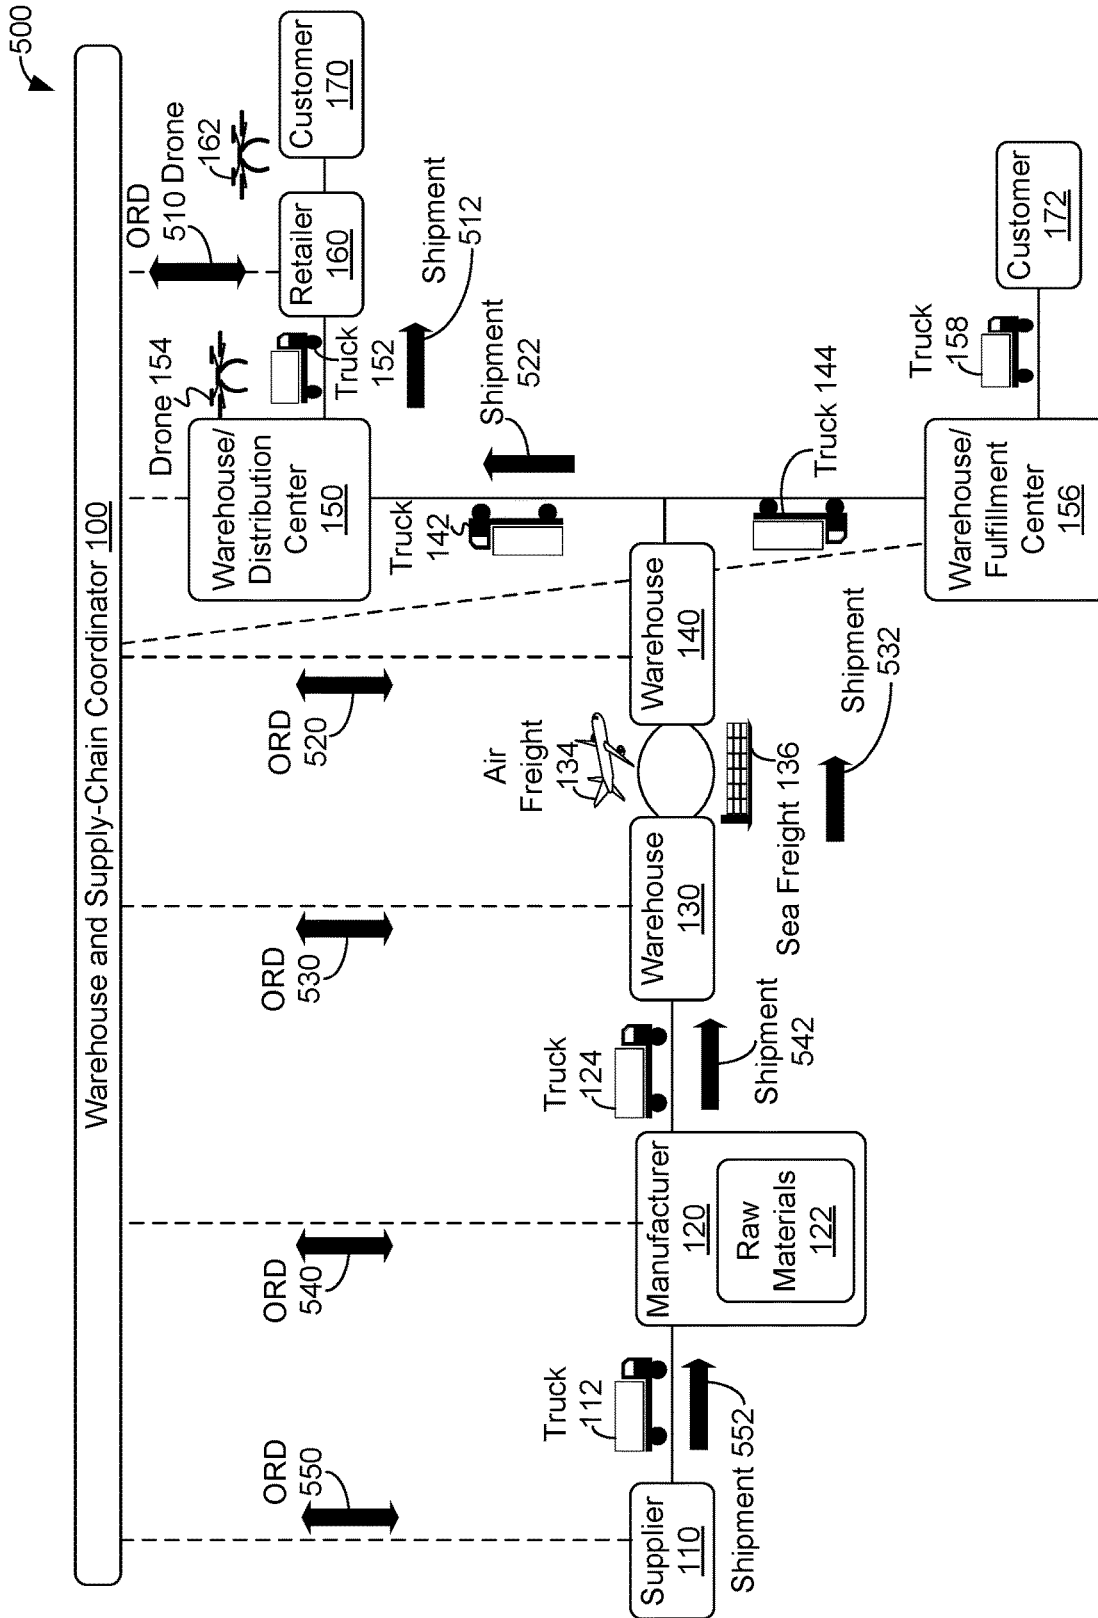 500
Warehouse and Supply-Chain Coordinator 100
ORD
550
ORD
540
ORD
530
ORD
520
ORD
510
Drone
162
Drone 154
Warehouse/
Distribution
Center
150
Truck
152
Retailer
160
Customer
170
Shipment
512
Truck
142
Shipment
522
Supplier
110
Truck
112
Shipment 552
Manufacturer
120
Raw
Materials
122
Truck
124
Shipment
542
Warehouse
130
Air
Freight
134
Sea Freight 136
Shipment
532
Warehouse
140
Truck 144
Warehouse/
Fulfillment
Center
156
Truck
158
Customer
172